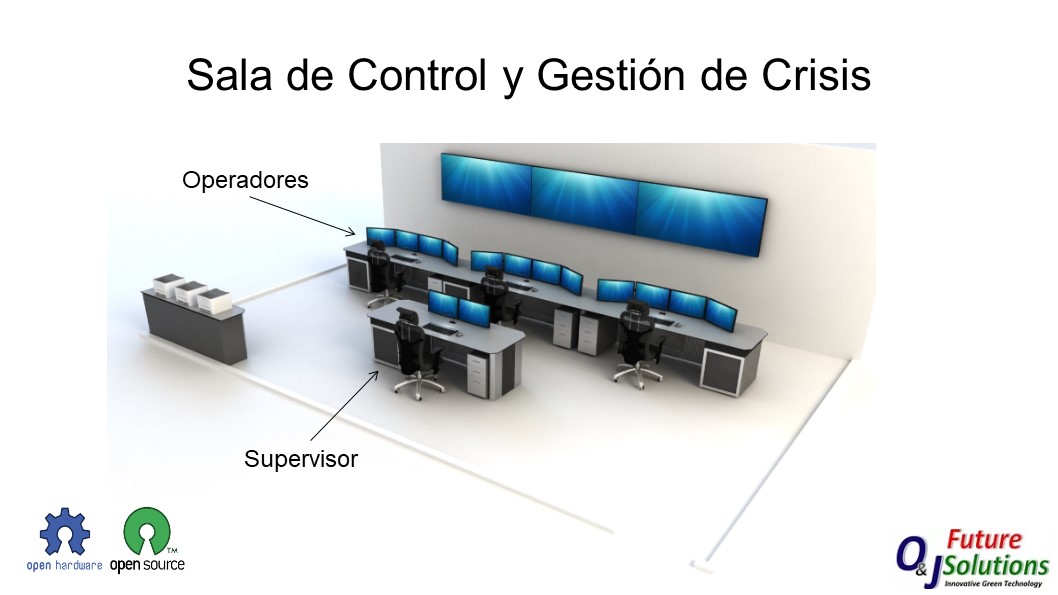 Sala de Control y Gestión de Crisis
Operadores
Supervisor
open hardware
TM
open source
O&J
Future
Solutions
Innovative Green Technology